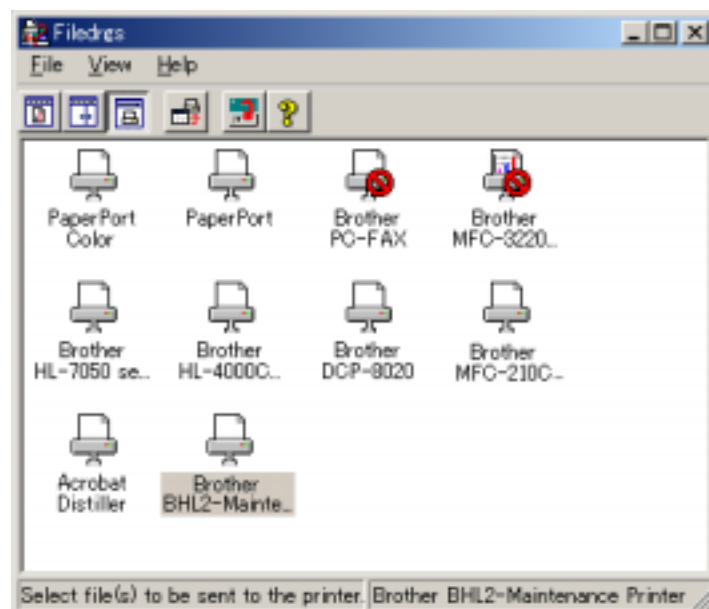 Filedrgs
File View Help
PaperPort
Color
PaperPort
Brother
PC-FAX
Brother
MFC-3220...
Brother
HL-7050 se...
Brother
HL-4000C...
Brother
DCP-8020
Brother
MFC-210C...
Acrobat
Distiller
Brother
BHL2-Mainte...
Select file(s) to be sent to the printer. Brother BHL2-Maintenance Printer